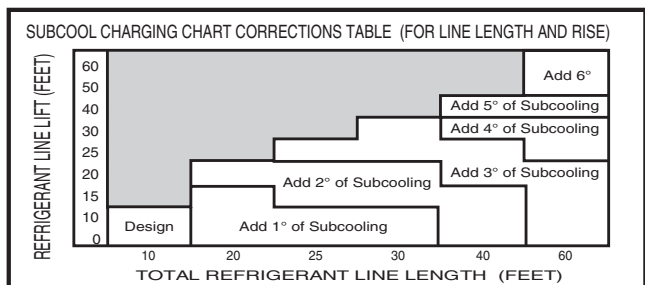 SUBCOOL CHARGING CHART CORRECTIONS TABLE (FOR LINE LENGTH AND RISE)
REFRIGERANT LINE LIFT (FEET)
60
50
40
30
25
20
15
10
0
Add 6°
Add 5° of Subcooling
Add 4° of Subcooling
Add 3° of Subcooling
Add 2° of Subcooling
Design
Add 1° of Subcooling
10 20 25 30 40 60
TOTAL REFRIGERANT LINE LENGTH (FEET)